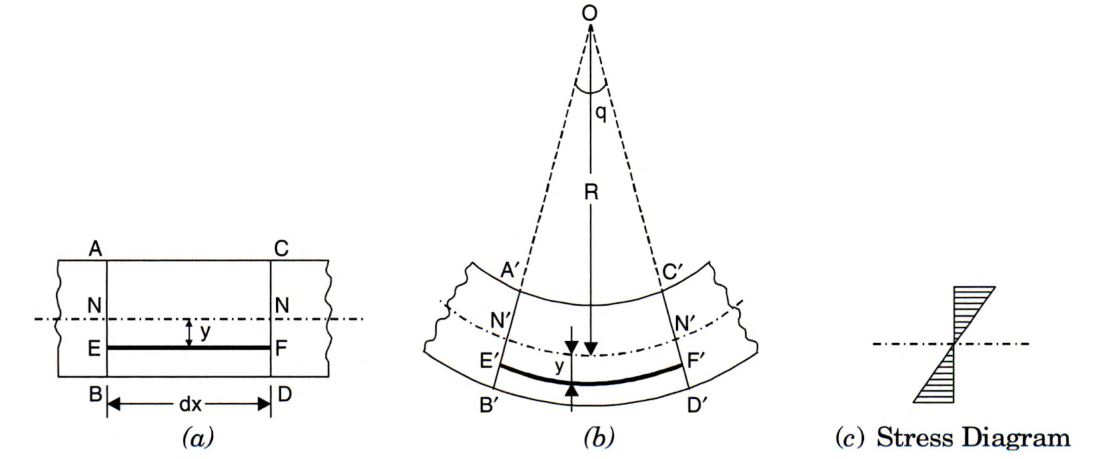 A C
N N
y
E F
B D
dx
(a)
O
q
R
A′ C′
N′ N′
E′ y F′
B′ D′
(b)
(c) Stress Diagram